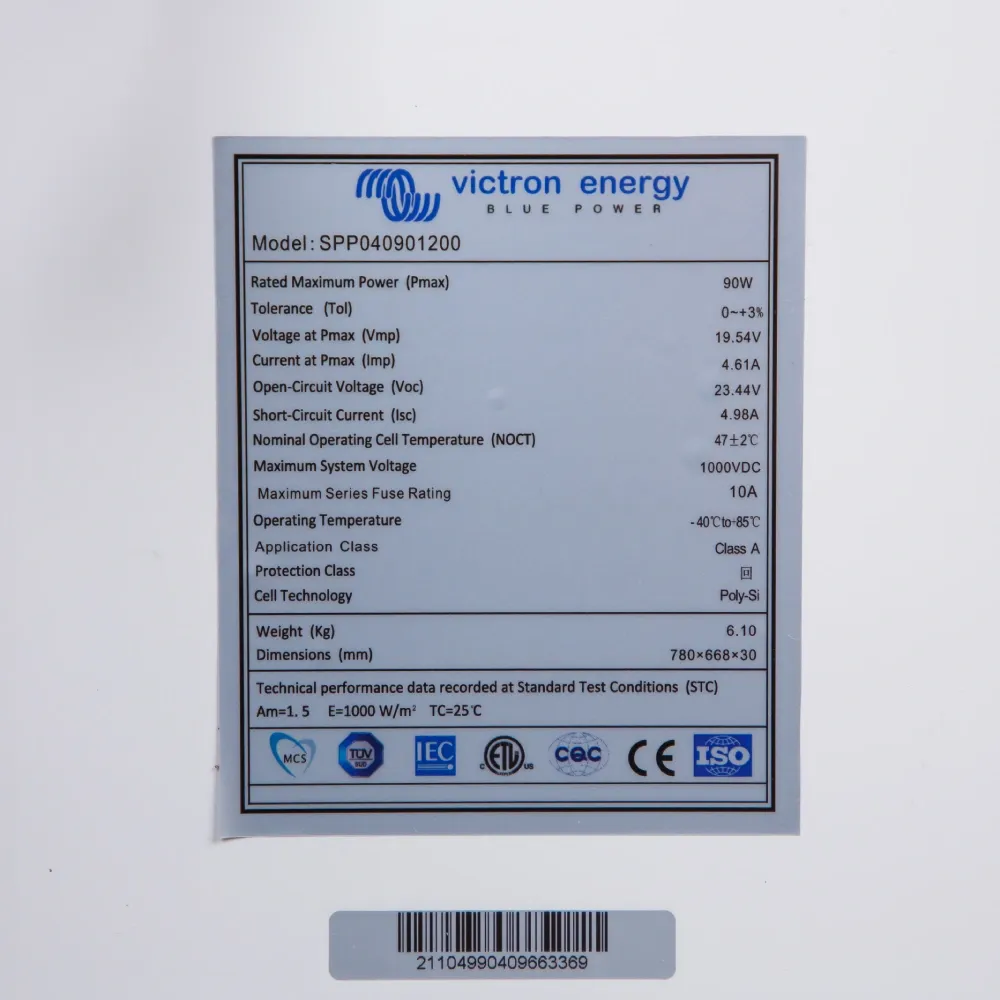 victron energy
BLUE POWER
Model: SPP040901200
Rated Maximum Power (Pmax) 90W
Tolerance (Tol) 0~+3%
Voltage at Pmax (Vmp) 19.54V
Current at Pmax (Imp) 4.61A
Open-Circuit Voltage (Voc) 23.44V
Short-Circuit Current (Isc) 4.98A
Nominal Operating Cell Temperature (NOCT) 47±2℃
Maximum System Voltage 1000VDC
Maximum Series Fuse Rating 10A
Operating Temperature -40℃to+85℃
Application Class Class A
Protection Class
Cell Technology Poly-Si
Weight (Kg) 6.10
Dimensions (mm) 780×668×30
Technical performance data recorded at Standard Test Conditions (STC)
Am=1.5 E=1000 W/m² TC=25℃
MCS TÜV SÜD IEC c ETL us CQC CE ISO
21104990409663369